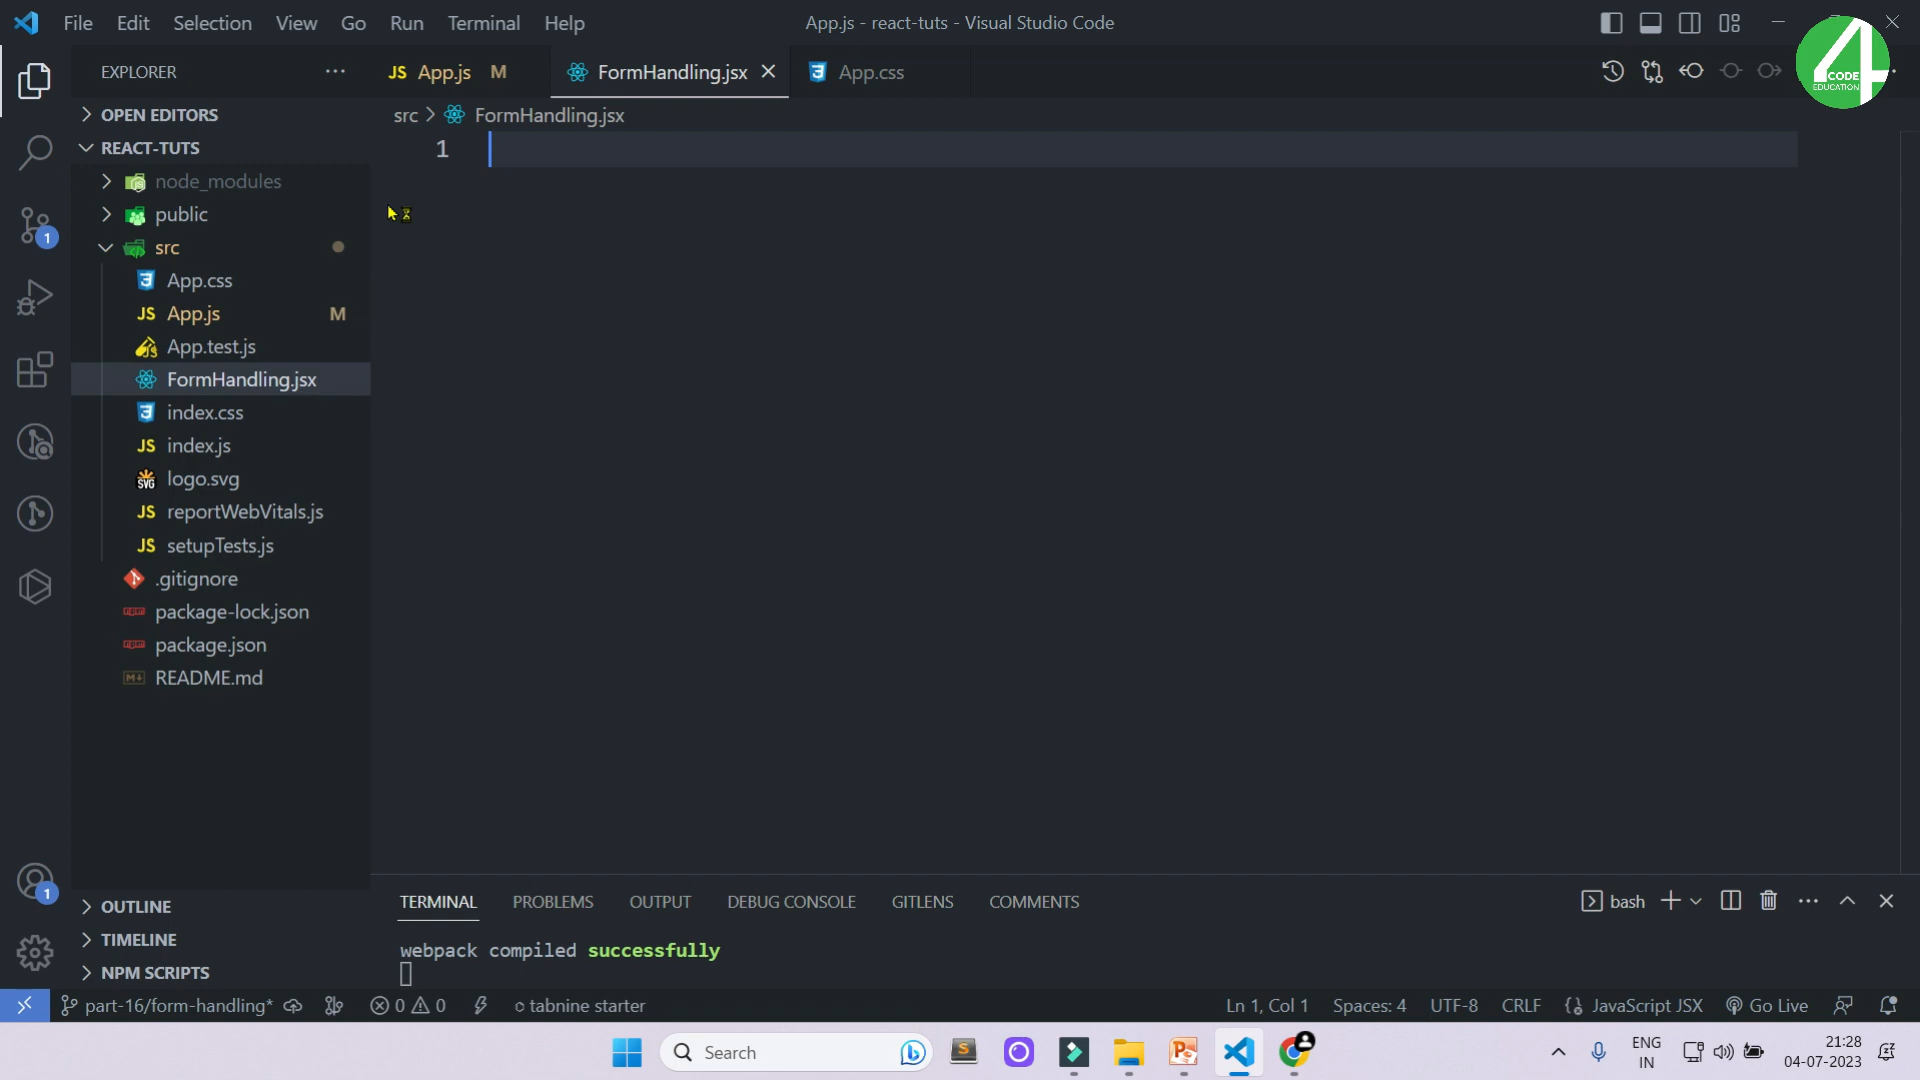 File Edit Selection View Go Run Terminal Help
App.js - react-tuts - Visual Studio Code
4
CODE
EDUCATION
EXPLORER
JS App.js M
FormHandling.jsx
App.css
OPEN EDITORS
src > FormHandling.jsx
REACT-TUTS
1
node_modules
public
src
App.css
JS App.js M
App.test.js
FormHandling.jsx
index.css
JS index.js
SVG logo.svg
JS reportWebVitals.js
JS setupTests.js
.gitignore
package-lock.json
package.json
README.md
1
1
OUTLINE
TIMELINE
NPM SCRIPTS
TERMINAL PROBLEMS OUTPUT DEBUG CONSOLE GITLENS COMMENTS
bash
webpack compiled successfully
part-16/form-handling* 0 0 tabnine starter
Ln 1, Col 1 Spaces: 4 UTF-8 CRLF JavaScript JSX Go Live
Search
ENG
IN
21:28
04-07-2023